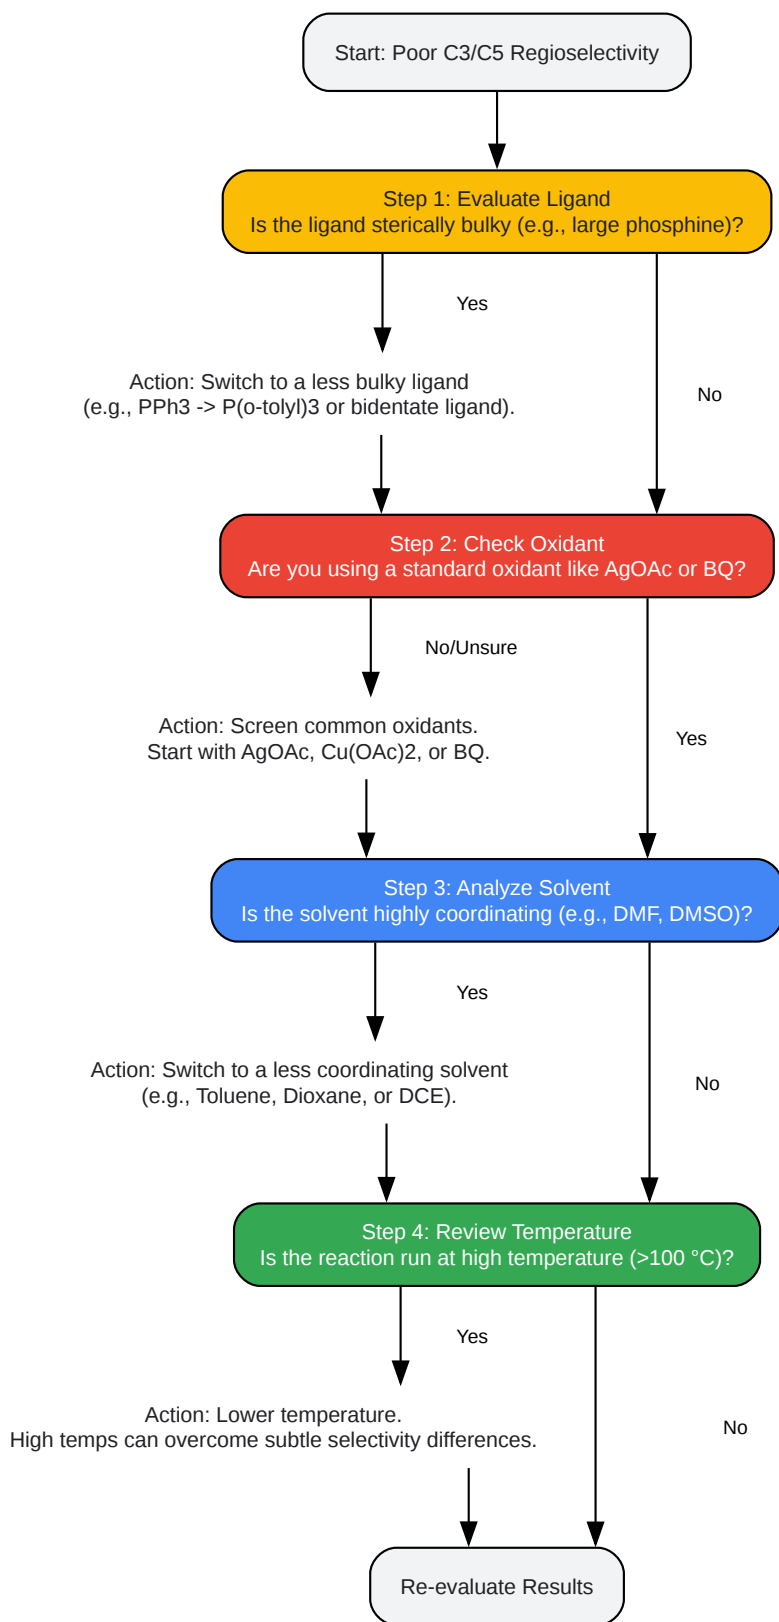 Start: Poor C3/C5 Regioselectivity
Step 1: Evaluate Ligand
Is the ligand sterically bulky (e.g., large phosphine)?
Yes
Action: Switch to a less bulky ligand
(e.g., PPh3 -> P(o-tolyl)3 or bidentate ligand).
No
Step 2: Check Oxidant
Are you using a standard oxidant like AgOAc or BQ?
No/Unsure
Action: Screen common oxidants.
Start with AgOAc, Cu(OAc)2, or BQ.
Yes
Step 3: Analyze Solvent
Is the solvent highly coordinating (e.g., DMF, DMSO)?
Yes
Action: Switch to a less coordinating solvent
(e.g., Toluene, Dioxane, or DCE).
No
Step 4: Review Temperature
Is the reaction run at high temperature (>100 °C)?
Yes
Action: Lower temperature.
High temps can overcome subtle selectivity differences.
No
Re-evaluate Results